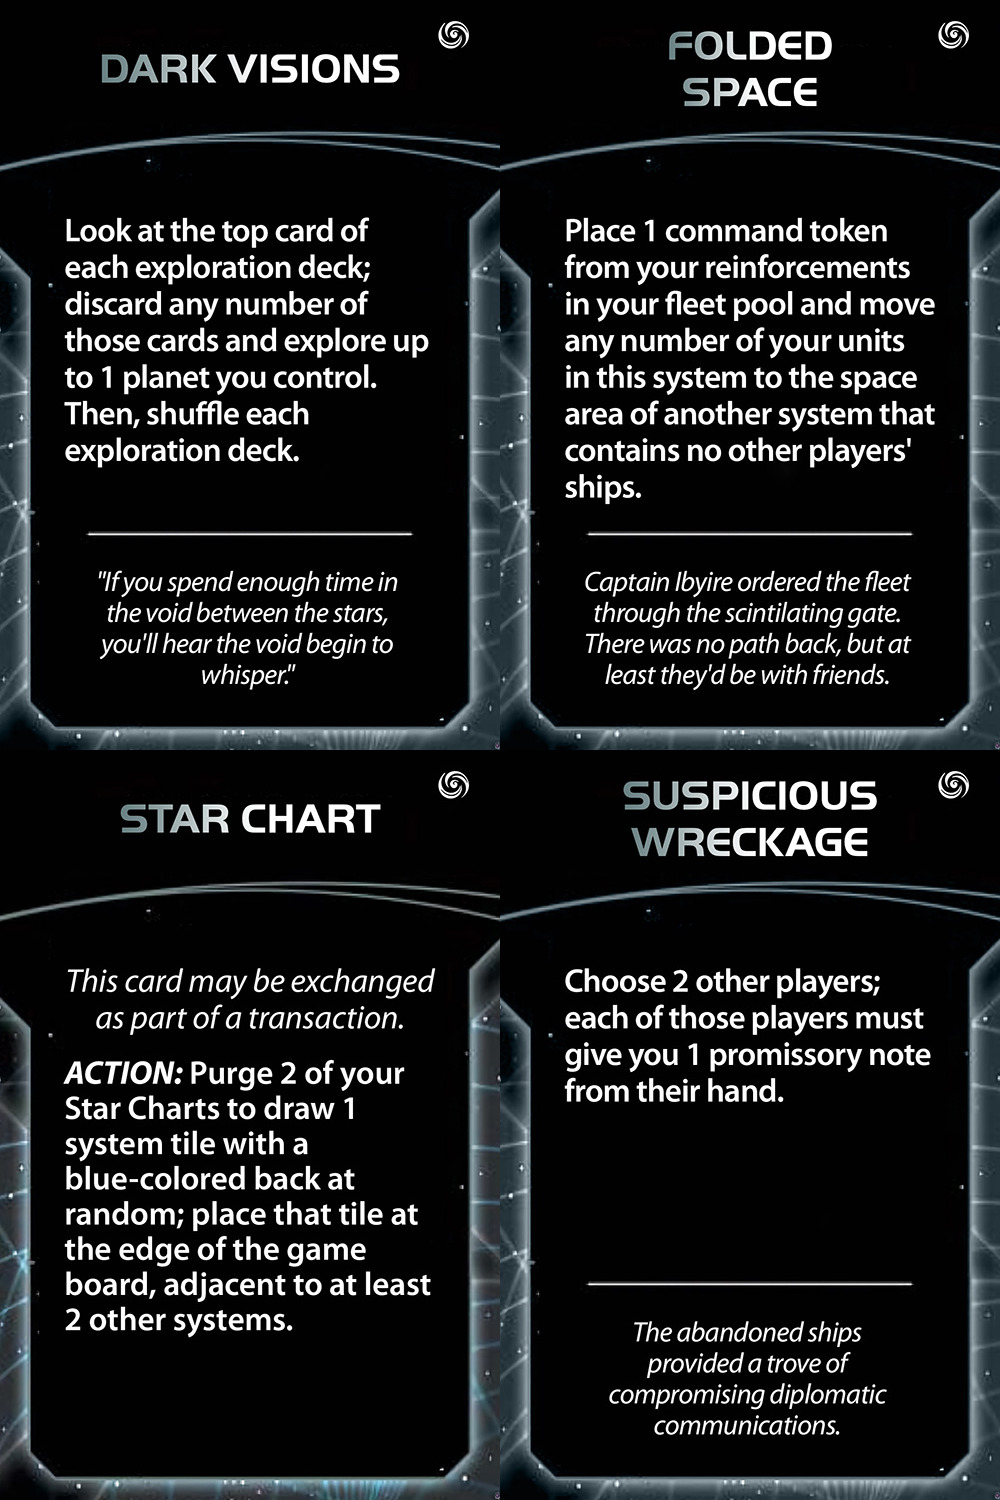 DARK VISIONS
Look at the top card of
each exploration deck;
discard any number of
those cards and explore up
to 1 planet you control.
Then, shuffle each
exploration deck.
"If you spend enough time in
the void between the stars,
you'll hear the void begin to
whisper."
FOLDED
SPACE
Place 1 command token
from your reinforcements
in your fleet pool and move
any number of your units
in this system to the space
area of another system that
contains no other players'
ships.
Captain Ibyire ordered the fleet
through the scintilating gate.
There was no path back, but at
least they'd be with friends.
STAR CHART
This card may be exchanged
as part of a transaction.
ACTION: Purge 2 of your
Star Charts to draw 1
system tile with a
blue-colored back at
random; place that tile at
the edge of the game
board, adjacent to at least
2 other systems.
SUSPICIOUS
WRECKAGE
Choose 2 other players;
each of those players must
give you 1 promissory note
from their hand.
The abandoned ships
provided a trove of
compromising diplomatic
communications.